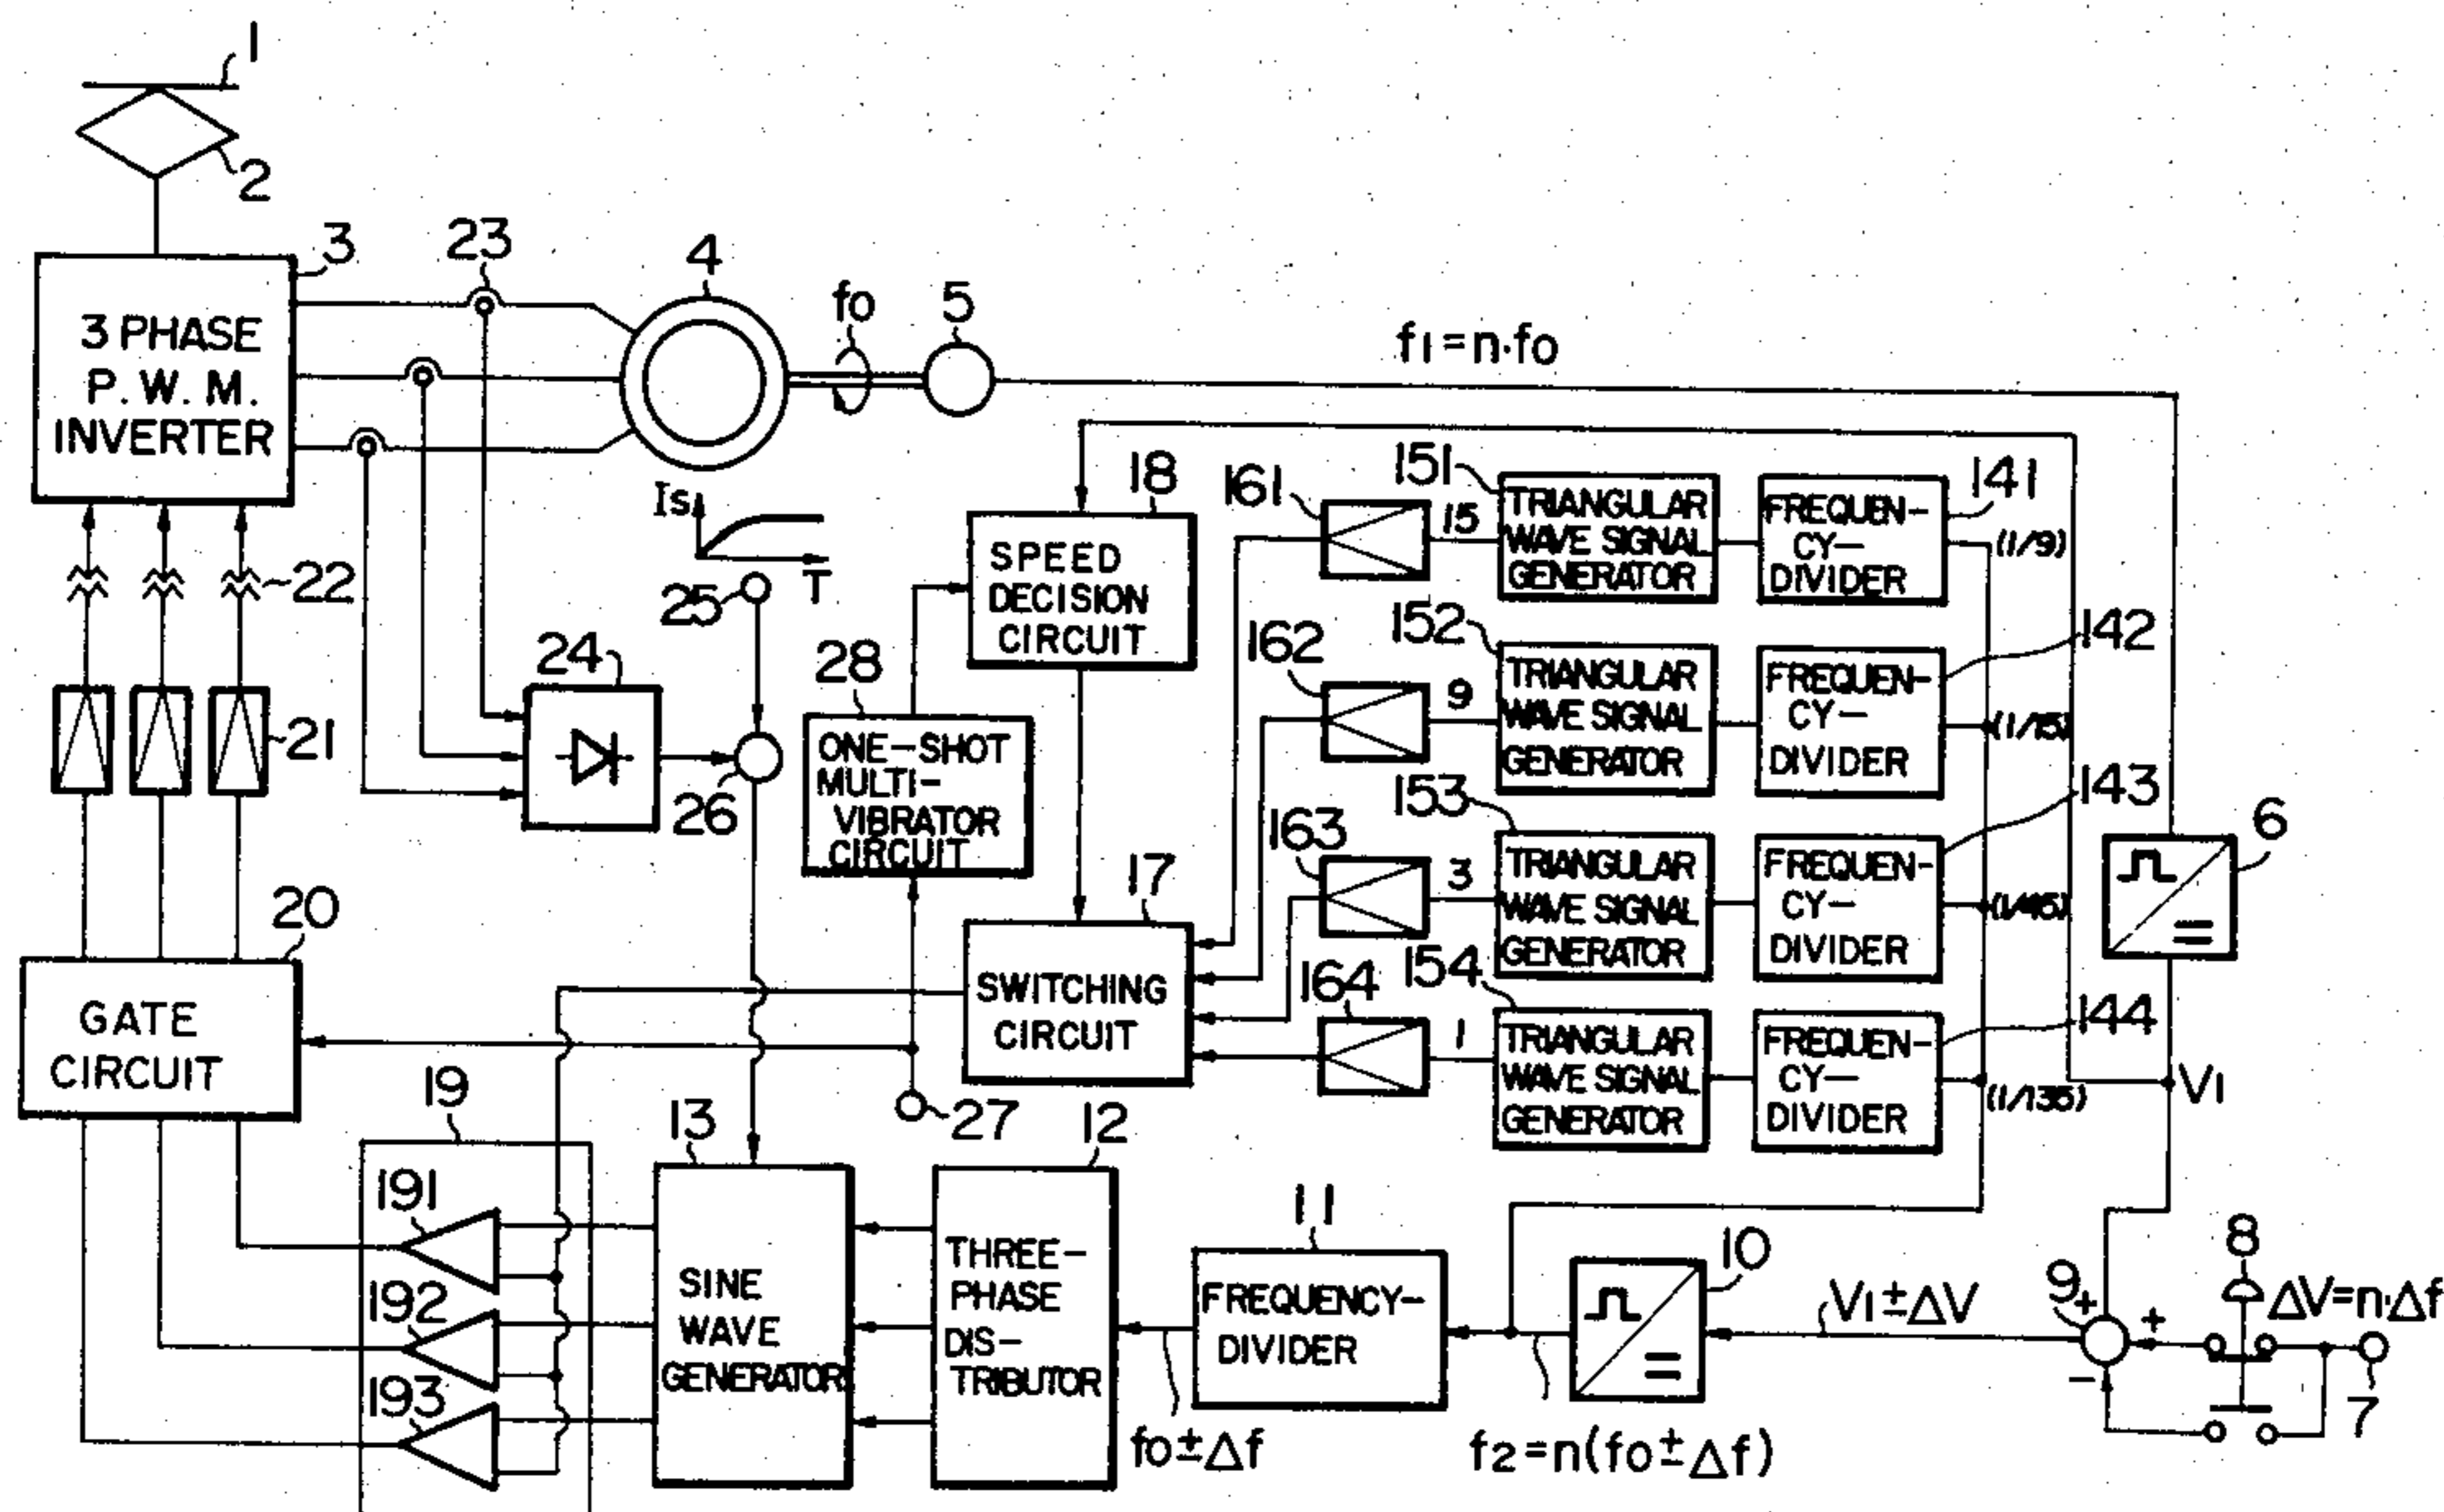 1
2
3
3 PHASE
P. W. M.
INVERTER
23
4
fo
5
f1=n·fo
Is
T
25
22
21
24
26
28
ONE-SHOT
MULTI-
VIBRATOR
CIRCUIT
18
SPEED
DECISION
CIRCUIT
161
15
151
TRIANGULAR
WAVE SIGNAL
GENERATOR
141
FREQUEN-
CY-
DIVIDER
(1/9)
162
9
152
TRIANGULAR
WAVE SIGNAL
GENERATOR
142
FREQUEN-
CY-
DIVIDER
(1/15)
163
3
153
TRIANGULAR
WAVE SIGNAL
GENERATOR
143
FREQUEN-
CY-
DIVIDER
(1/45)
164
1
154
TRIANGULAR
WAVE SIGNAL
GENERATOR
144
FREQUEN-
CY-
DIVIDER
(1/135)
6
V1
17
SWITCHING
CIRCUIT
20
GATE
CIRCUIT
27
19
191
192
193
13
SINE
WAVE
GENERATOR
12
THREE-
PHASE
DIS-
TRIBUTOR
11
FREQUENCY-
DIVIDER
fo±Δf
10
f2=n(fo±Δf)
V1±ΔV
9
+
+
-
8
ΔV=n·Δf
7